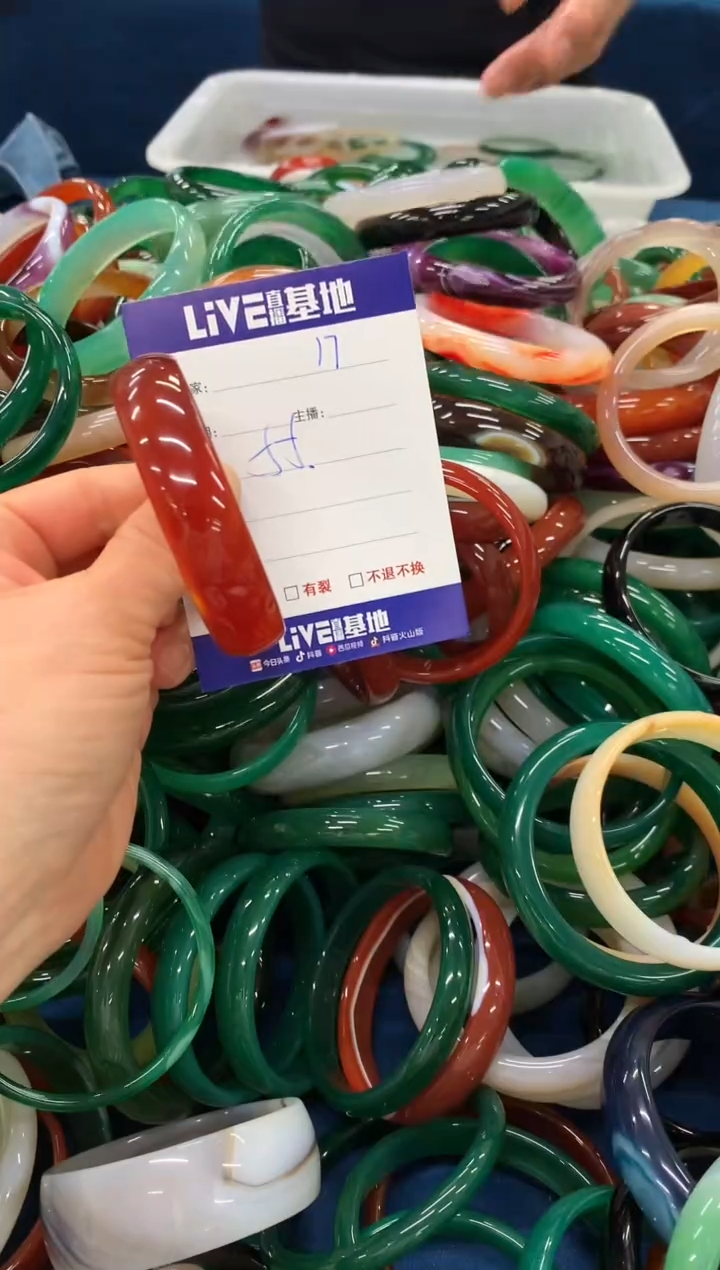 LiVE直播基地
家: 17
主播:
有裂 不退不换
LiVE直播基地
今日头条 抖音 西瓜视频 抖音火山版